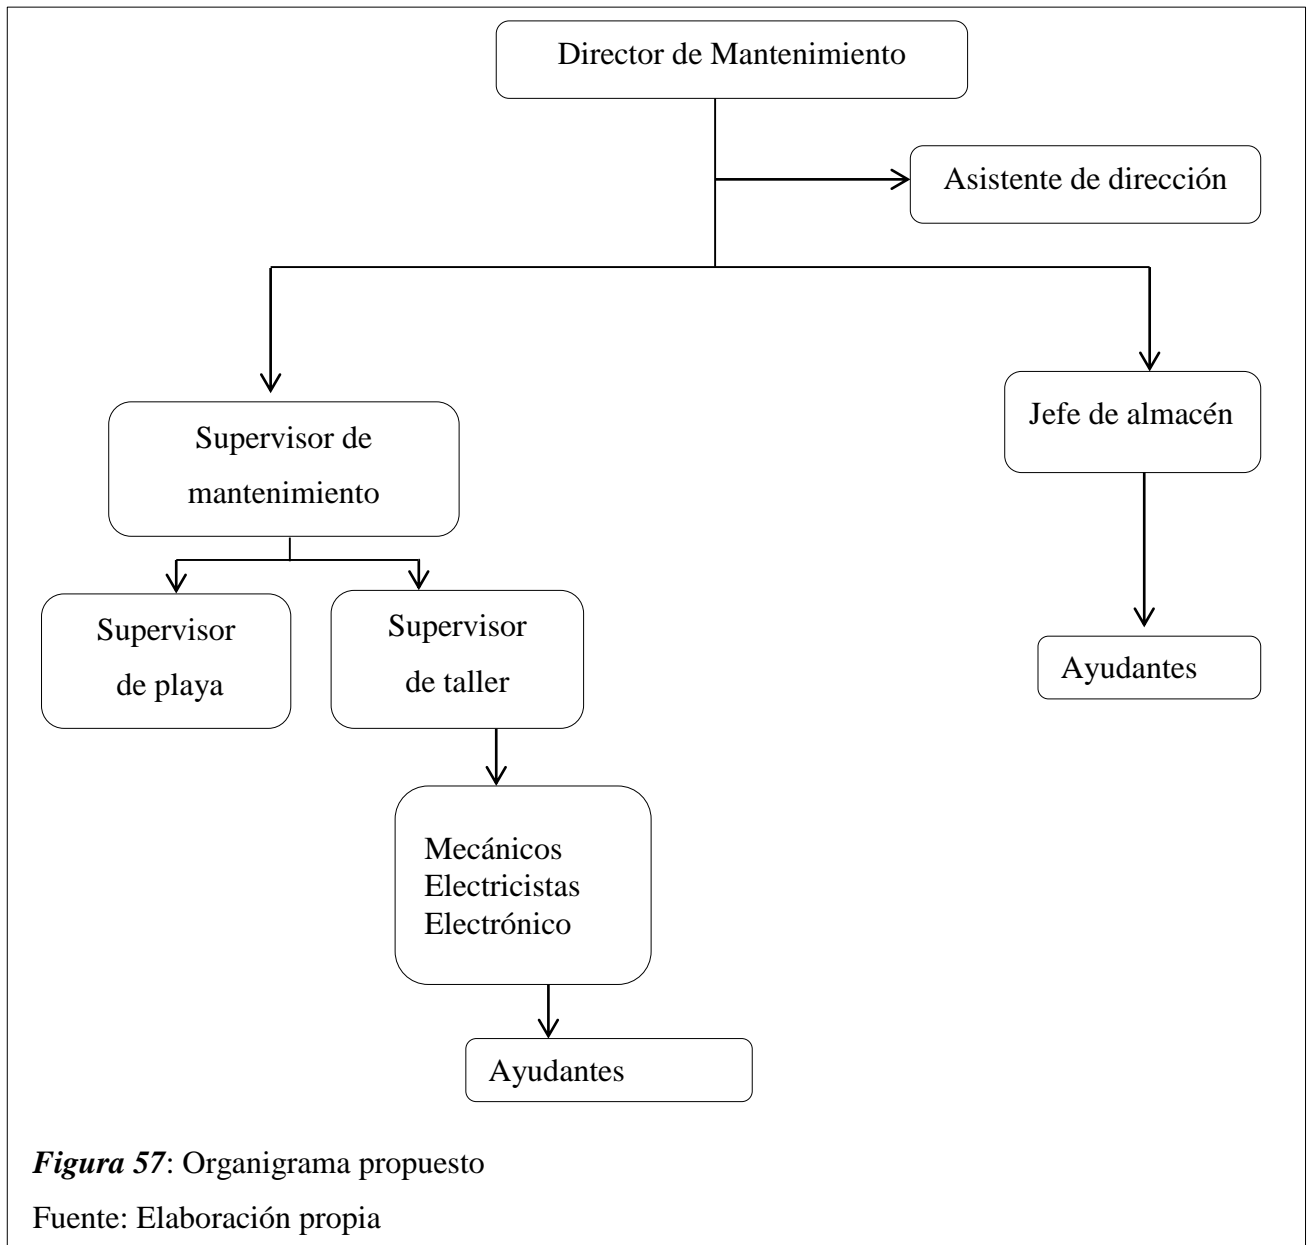 Director de Mantenimiento
Asistente de dirección
Supervisor de
mantenimiento
Jefe de almacén
Supervisor
de playa
Supervisor
de taller
Ayudantes
Mecánicos
Electricistas
Electrónico
Ayudantes
Figura 57: Organigrama propuesto
Fuente: Elaboración propia